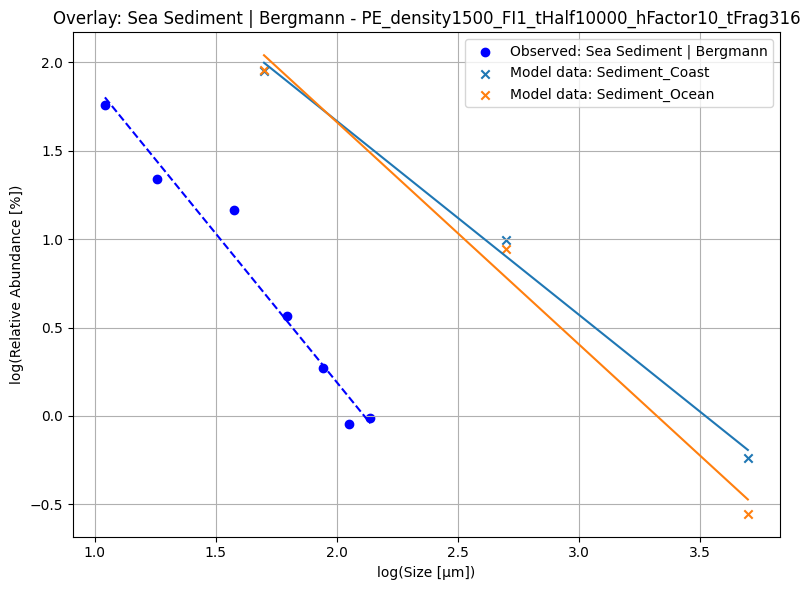 Overlay: Sea Sediment | Bergmann - PE_density1500_FI1_tHalf10000_hFactor10_tFrag316
Observed: Sea Sediment | Bergmann
Model data: Sediment_Coast
Model data: Sediment_Ocean
log(Relative Abundance [%])
2.0
1.5
1.0
0.5
0.0
−0.5
1.0 1.5 2.0 2.5 3.0 3.5
log(Size [µm])